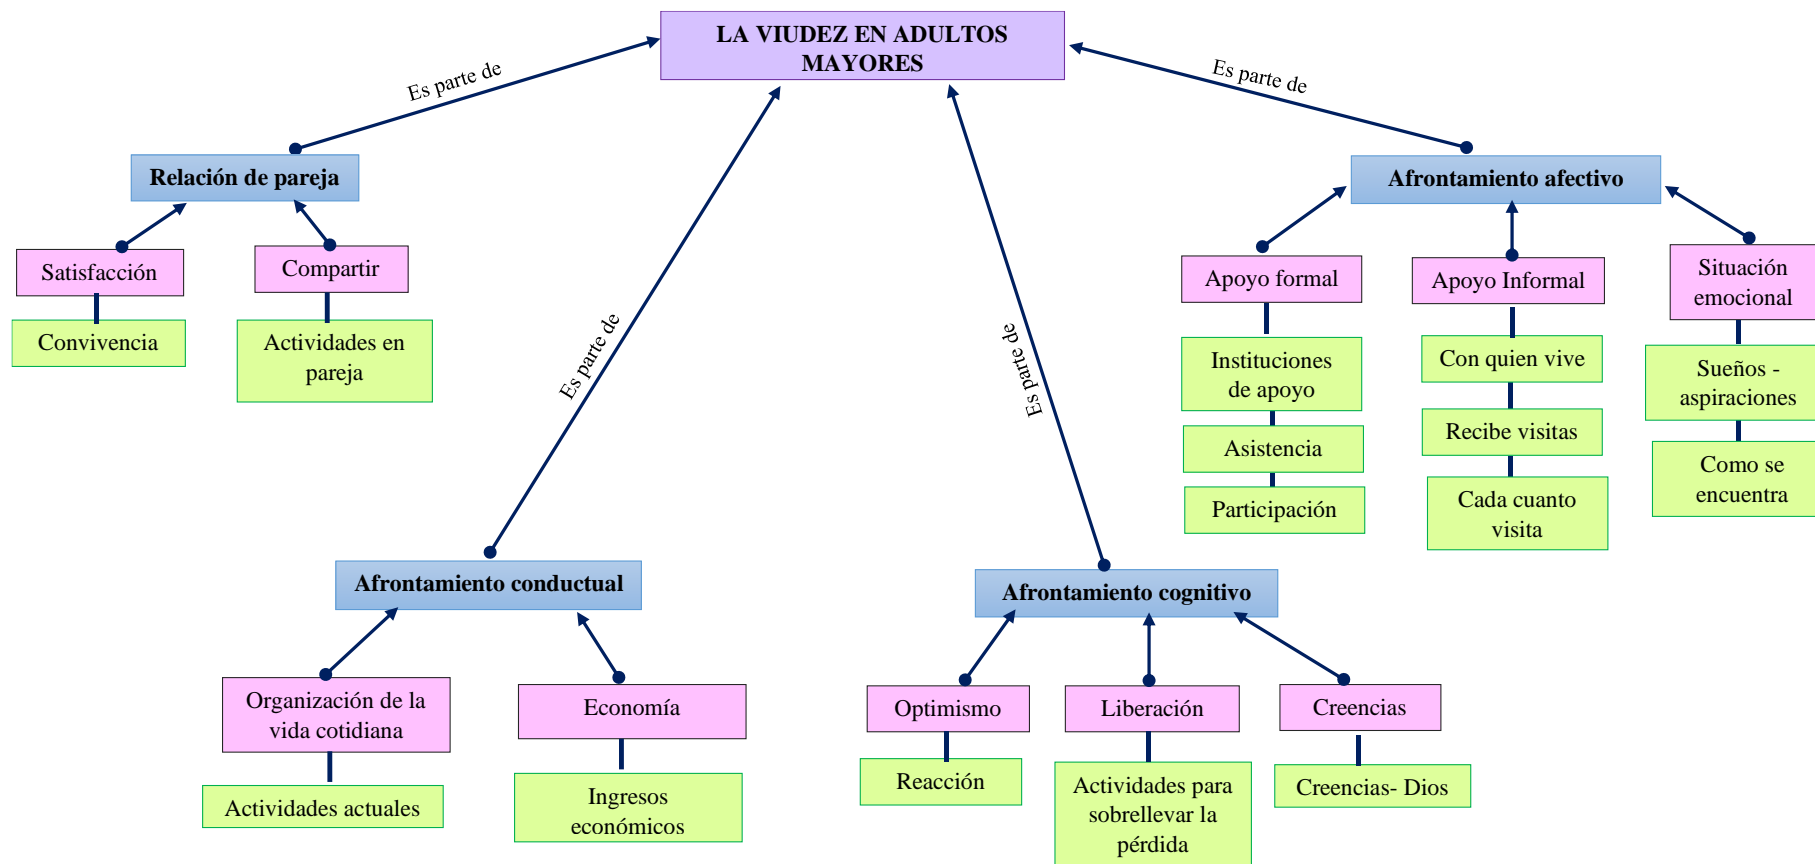 LA VIUDEZ EN ADULTOS
MAYORES
Es parte de
Es parte de
Relación de pareja
Afrontamiento afectivo
Satisfacción
Compartir
Convivencia
Actividades en
pareja
Apoyo formal
Apoyo Informal
Situación
emocional
Instituciones
de apoyo
Con quien vive
Sueños -
aspiraciones
Asistencia
Recibe visitas
Como se
encuentra
Participación
Cada cuanto
visita
Es parte de
Es parte de
Afrontamiento conductual
Afrontamiento cognitivo
Organización de la
vida cotidiana
Economía
Optimismo
Liberación
Creencias
Actividades actuales
Ingresos
económicos
Reacción
Actividades para
sobrellevar la
pérdida
Creencias- Dios